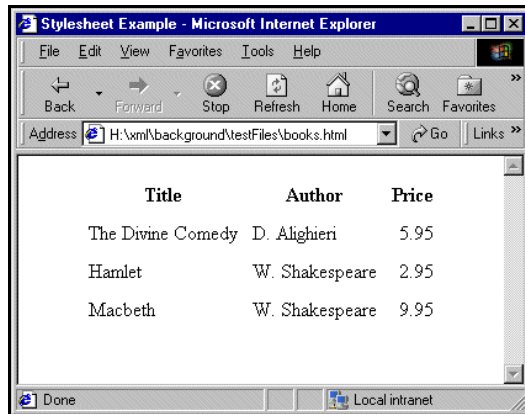 Stylesheet Example - Microsoft Internet Explorer
File Edit View Favorites Tools Help
Back Forward Stop Refresh Home Search Favorites »
Address H:\xml\background\testFiles\books.html Go Links »
Title Author Price
The Divine Comedy D. Alighieri 5.95
Hamlet W. Shakespeare 2.95
Macbeth W. Shakespeare 9.95
Done Local intranet